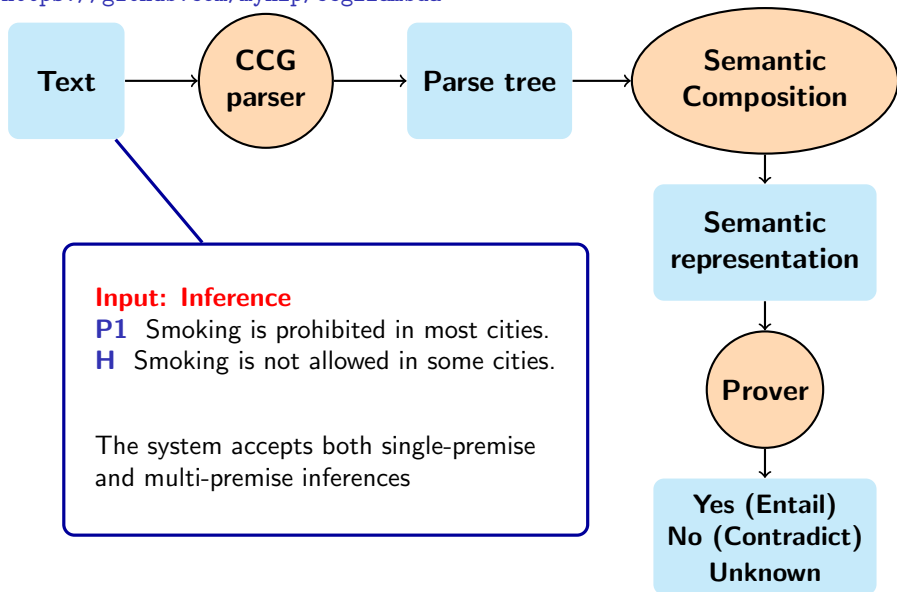 Text
CCG
parser
Parse tree
Semantic
Composition
Semantic
representation
Input: Inference
P1 Smoking is prohibited in most cities.
H Smoking is not allowed in some cities.
The system accepts both single-premise
and multi-premise inferences
Prover
Yes (Entail)
No (Contradict)
Unknown